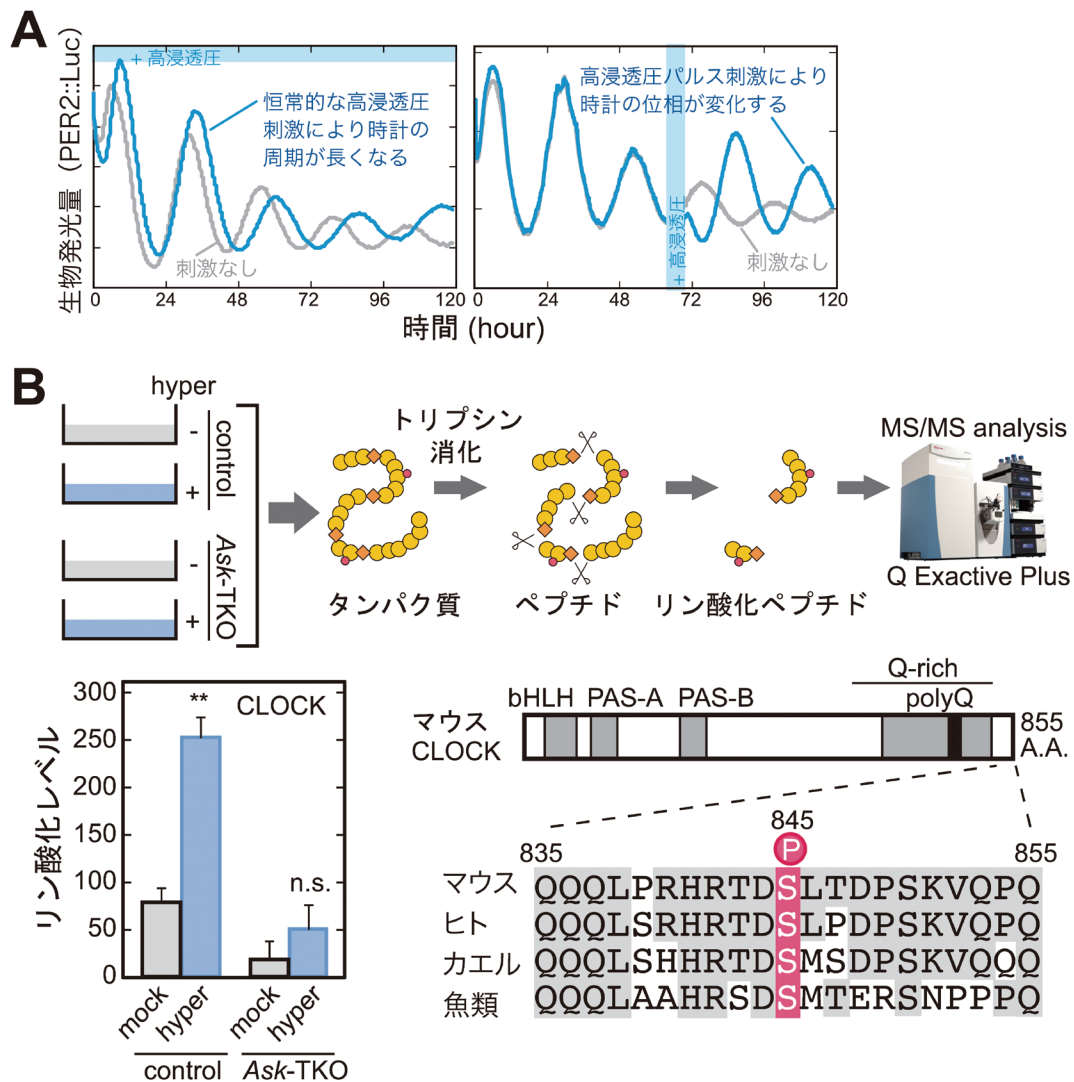 A
生物発光量 (PER2::Luc)
+ 高浸透圧
恒常的な高浸透圧
刺激により時計の
周期が長くなる
刺激なし
0 24 48 72 96 120
高浸透圧パルス刺激により
時計の位相が変化する
+ 高浸透圧
刺激なし
0 24 48 72 96 120
時間 (hour)
B
hyper
-
+
control
-
+
Ask-TKO
トリプシン
消化
タンパク質
ペプチド
リン酸化ペプチド
MS/MS analysis
Q Exactive Plus
リン酸化レベル
300
250
200
150
100
50
0
**
CLOCK
n.s.
mock
hyper
mock
hyper
control
Ask-TKO
Q-rich
bHLH PAS-A PAS-B polyQ
マウス
CLOCK
855
A.A.
835 845 855
P
マウス QQQLPRHRTDSLTDPSKVQPQ
ヒト QQQLSRHRTDSLPDPSKVQPQ
カエル QQQLSHHRTDSMSDPSKVQQQ
魚類 QQQLAAHRSDSMTERSNPPPQ